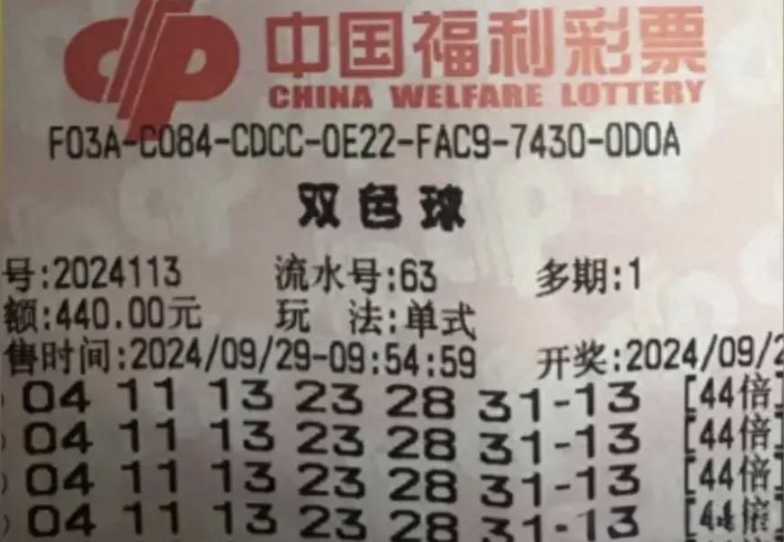 中国福利彩票
CHINA WELFARE LOTTERY
F03A-C084-CDCC-0E22-FAC9-7430-0D0A
双色球
号:2024113 流水号:63 多期:1
额:440.00元 玩 法:单式
售时间:2024/09/29-09:54:59 开奖:2024/09/2
04 11 13 23 28 31-13 [44倍]
04 11 13 23 28 31-13 [44倍]
04 11 13 23 28 31-13 [44倍]
04 11 13 23 28 31-13 [44倍